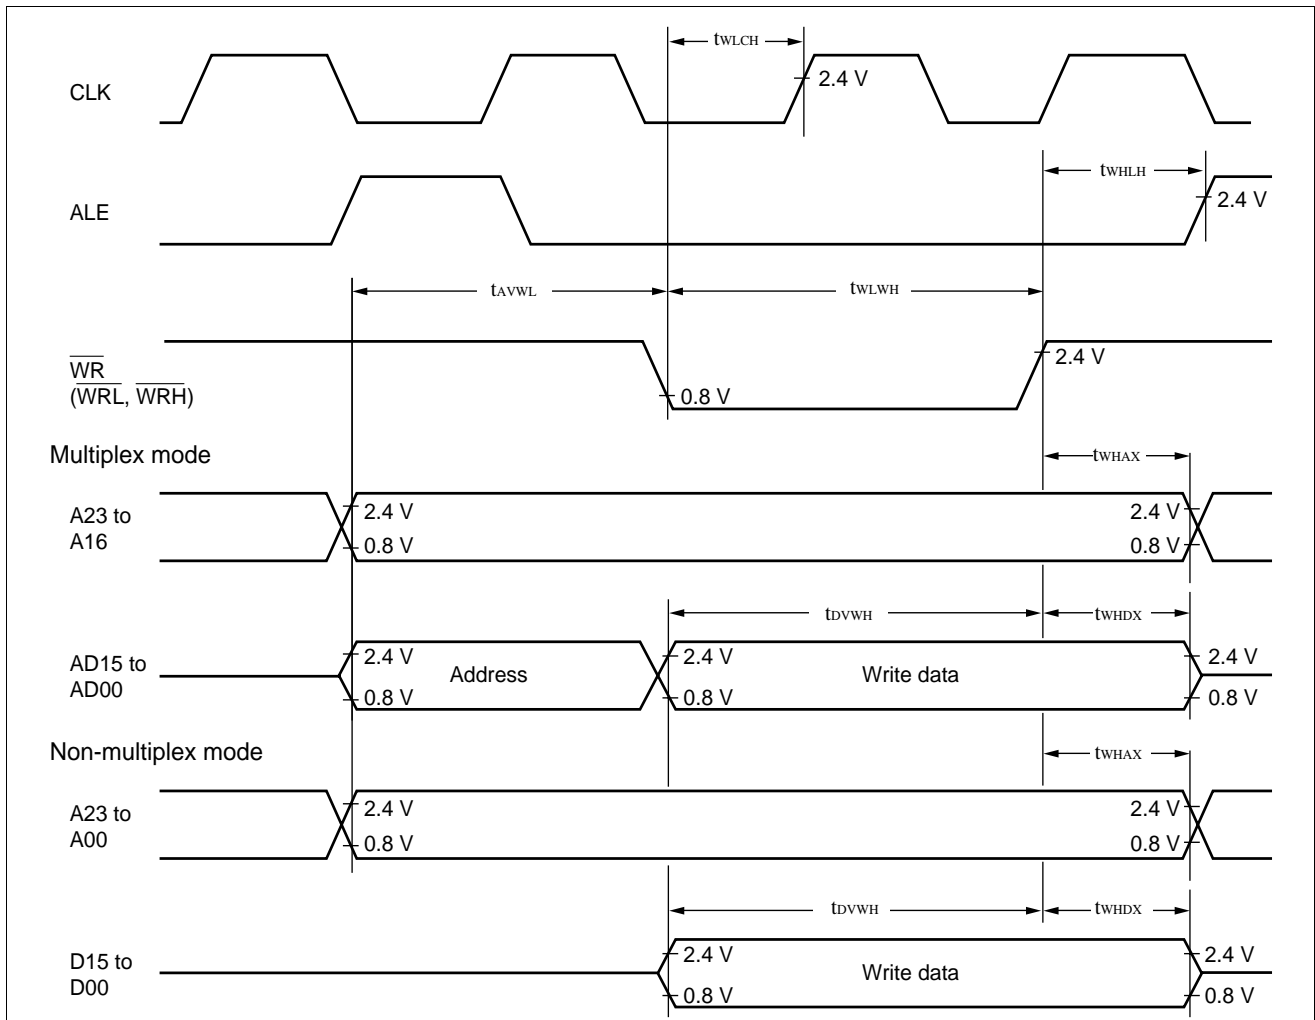 tWLCH
CLK
2.4 V
tWHLH
ALE
2.4 V
tAVWL
tWLWH
WR
(WRL, WRH)
2.4 V
0.8 V
Multiplex mode
tWHAX
A23 to
A16
2.4 V
0.8 V
2.4 V
0.8 V
tDVWH
tWHDX
AD15 to
AD00
2.4 V
0.8 V
Address
2.4 V
0.8 V
Write data
2.4 V
0.8 V
Non-multiplex mode
tWHAX
A23 to
A00
2.4 V
0.8 V
2.4 V
0.8 V
tDVWH
tWHDX
D15 to
D00
2.4 V
0.8 V
Write data
2.4 V
0.8 V